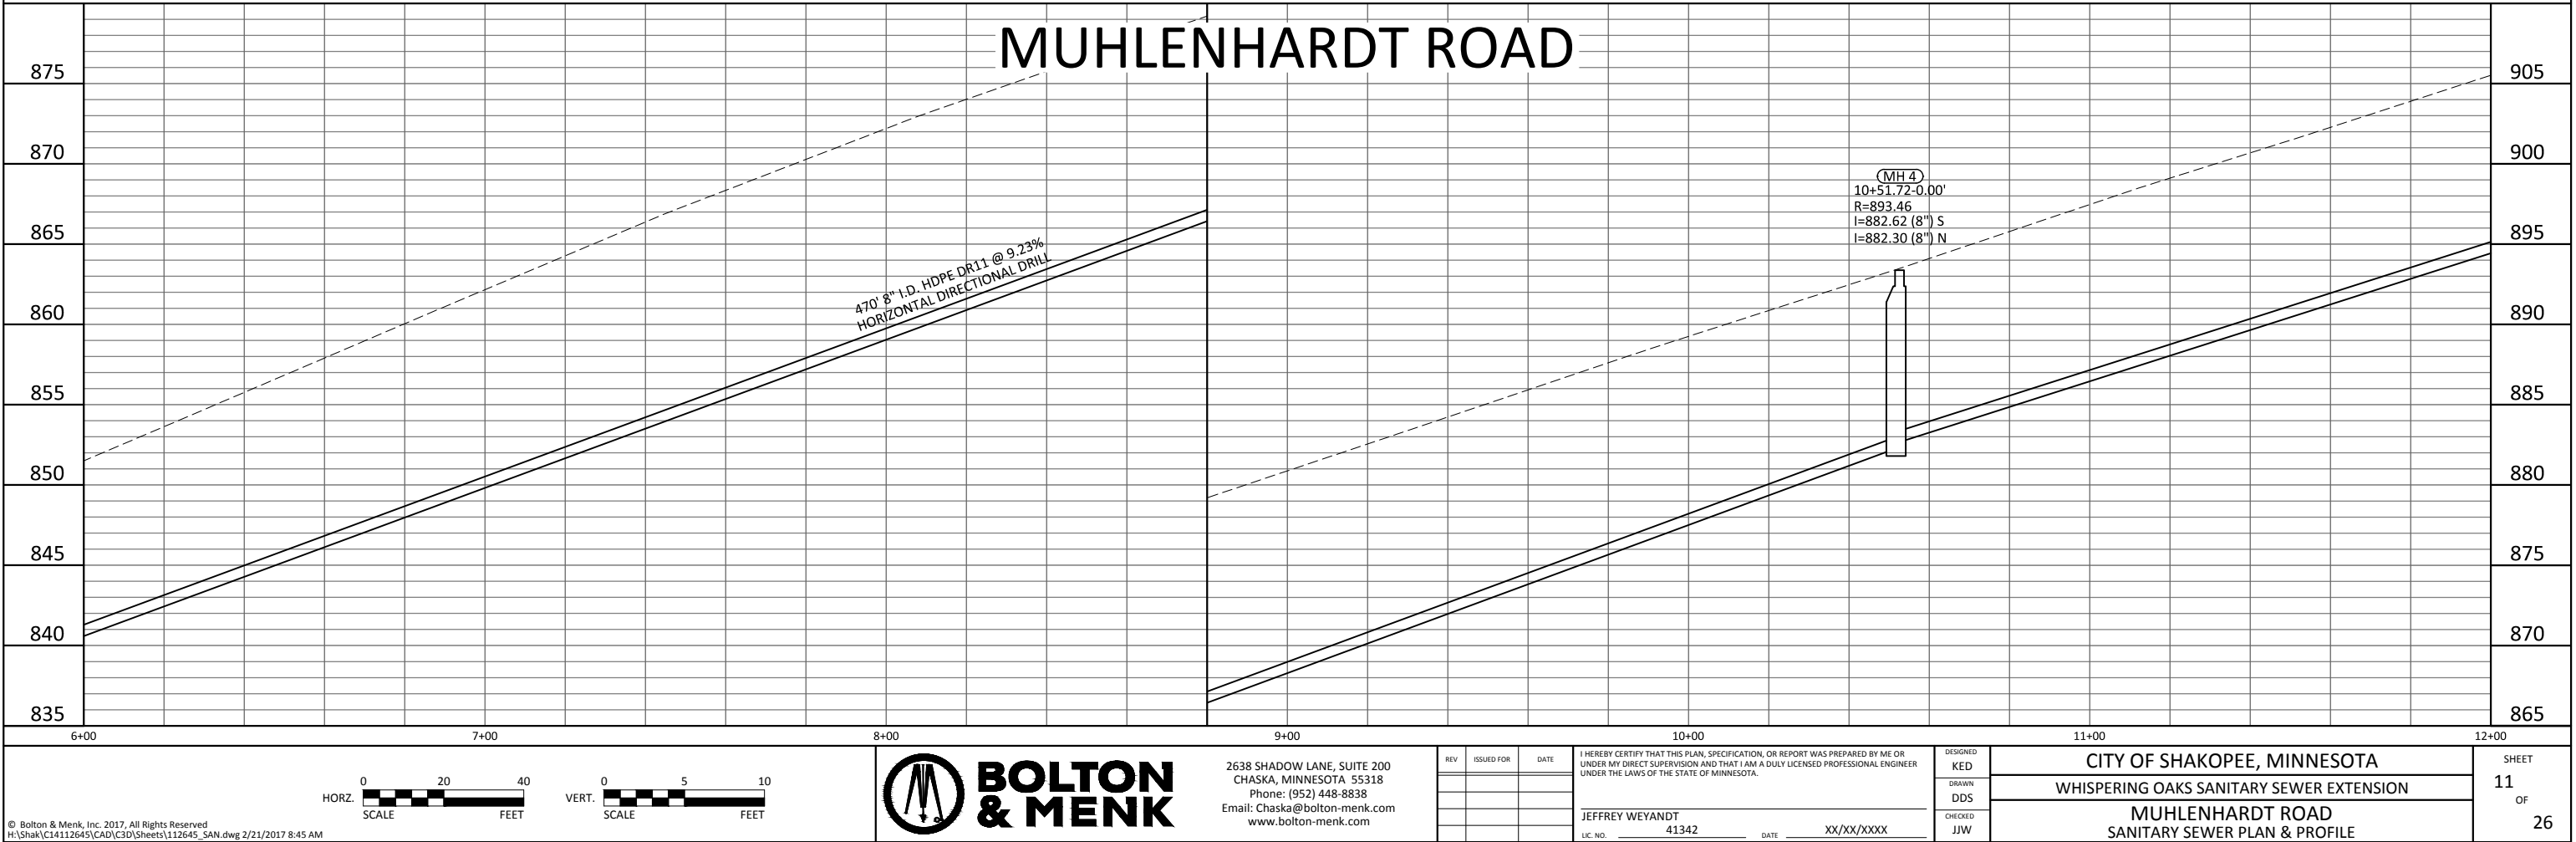 MUHLENHARDT ROAD
875
870
865
860
855
850
845
840
835
905
900
895
890
885
880
875
870
865
470' 8" I.D. HDPE DR11 @ 9.23%
HORIZONTAL DIRECTIONAL DRILL
MH 4
10+51.72-0.00'
R=893.46
I=882.62 (8") S
I=882.30 (8") N
6+00 7+00 8+00 9+00 10+00 11+00 12+00
HORZ. 0 20 40
SCALE FEET
VERT. 0 5 10
SCALE FEET
© Bolton & Menk, Inc. 2017, All Rights Reserved
H:\Shak\C14112645\CAD\C3D\Sheets\112645_SAN.dwg 2/21/2017 8:45 AM
BOLTON
& MENK
2638 SHADOW LANE, SUITE 200
CHASKA, MINNESOTA 55318
Phone: (952) 448-8838
Email: Chaska@bolton-menk.com
www.bolton-menk.com
REV ISSUED FOR DATE
I HEREBY CERTIFY THAT THIS PLAN, SPECIFICATION, OR REPORT WAS PREPARED BY ME OR
UNDER MY DIRECT SUPERVISION AND THAT I AM A DULY LICENSED PROFESSIONAL ENGINEER
UNDER THE LAWS OF THE STATE OF MINNESOTA.
JEFFREY WEYANDT
LIC. NO. 41342 DATE XX/XX/XXXX
DESIGNED
KED
DRAWN
DDS
CHECKED
JJW
CITY OF SHAKOPEE, MINNESOTA
WHISPERING OAKS SANITARY SEWER EXTENSION
MUHLENHARDT ROAD
SANITARY SEWER PLAN & PROFILE
SHEET
11
OF
26